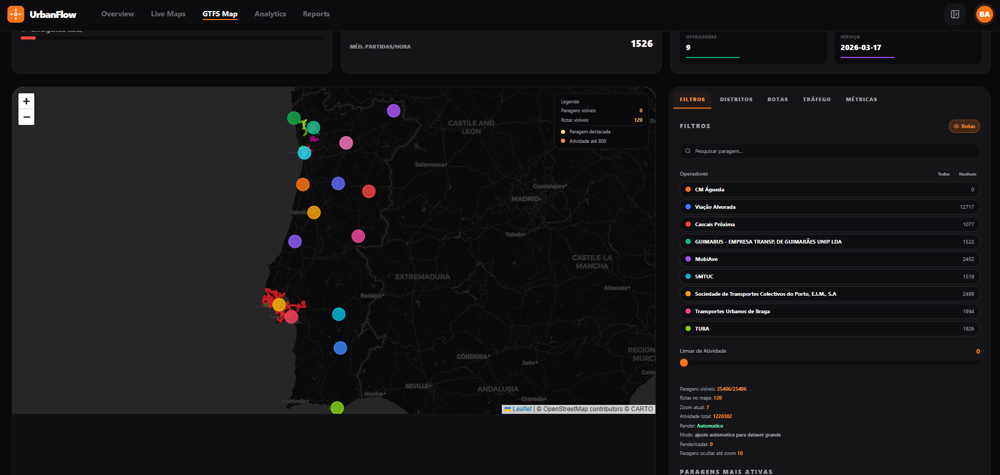 UrbanFlow
Overview
Live Maps
GTFS Map
Analytics
Reports
BA
MÉD. PARTIDAS/HORA
1526
OPERADORES
9
SERVIÇO
2026-03-17
+
−
Legenda
Paragens visíveis 0
Rotas visíveis 120
Paragem destacada
Atividade até 800
CASTILE AND
LEÓN
Salamanca
Guadalajara
MADRID
Toledo
CASTILE-LA
MANCHA
EXTREMADURA
Badajoz
Albacete
CÓRDOBA
Jaén
REGION
MURCI
Carta
SEVILLE
ANDALUSIA
Huelva
Granada
Portimão
Fa
Por
Coimb
LIS
Set
Za
Leaflet | © OpenStreetMap contributors © CARTO
FILTROS
DISTRITOS
ROTAS
TRÁFEGO
MÉTRICAS
FILTROS
Rotas
Pesquisar paragem...
Operadores
Todos
Nenhum
CM Águeda 0
Viação Alvorada 12717
Cascais Próxima 1077
GUIMABUS - EMPRESA TRANSP. DE GUIMARÃES UNIP LDA 1522
MobiAve 2452
SMTUC 1519
Sociedade de Transportes Colectivos do Porto, E.I.M., S.A 2499
Transportes Urbanos de Braga 1994
TUBA 1626
Limiar de Atividade 0
Paragens visíveis: 25406/25406
Rotas no mapa: 120
Zoom atual: 7
Atividade total: 1220302
Render: Automatico
Modo: ajuste automatico para dataset grande
Renderizadas: 0
Paragens ocultas até zoom 10
PARAGENS MAIS ATIVAS